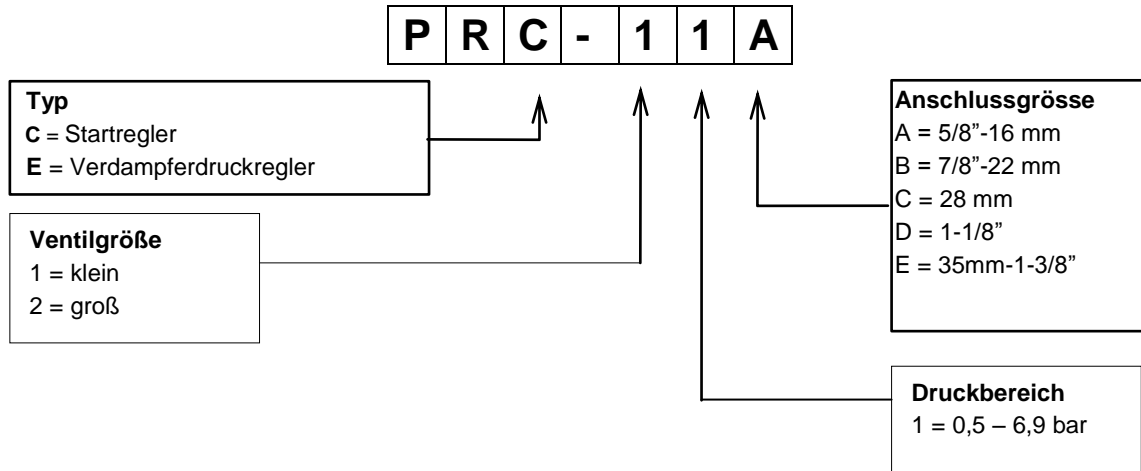 P R C - 1 1 A
Typ
C = Startregler
E = Verdampferdruckregler
Ventilgröße
1 = klein
2 = groß
Anschlussgrösse
A = 5/8”-16 mm
B = 7/8”-22 mm
C = 28 mm
D = 1-1/8”
E = 35mm-1-3/8”
Druckbereich
1 = 0,5 – 6,9 bar